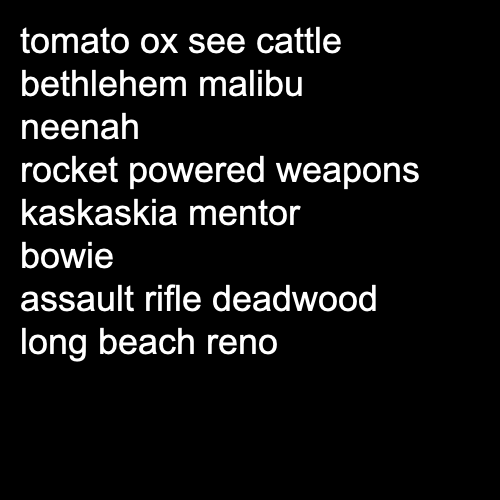 tomato ox see cattle
bethlehem malibu
neenah
rocket powered weapons
kaskaskia mentor
bowie
assault rifle deadwood
long beach reno